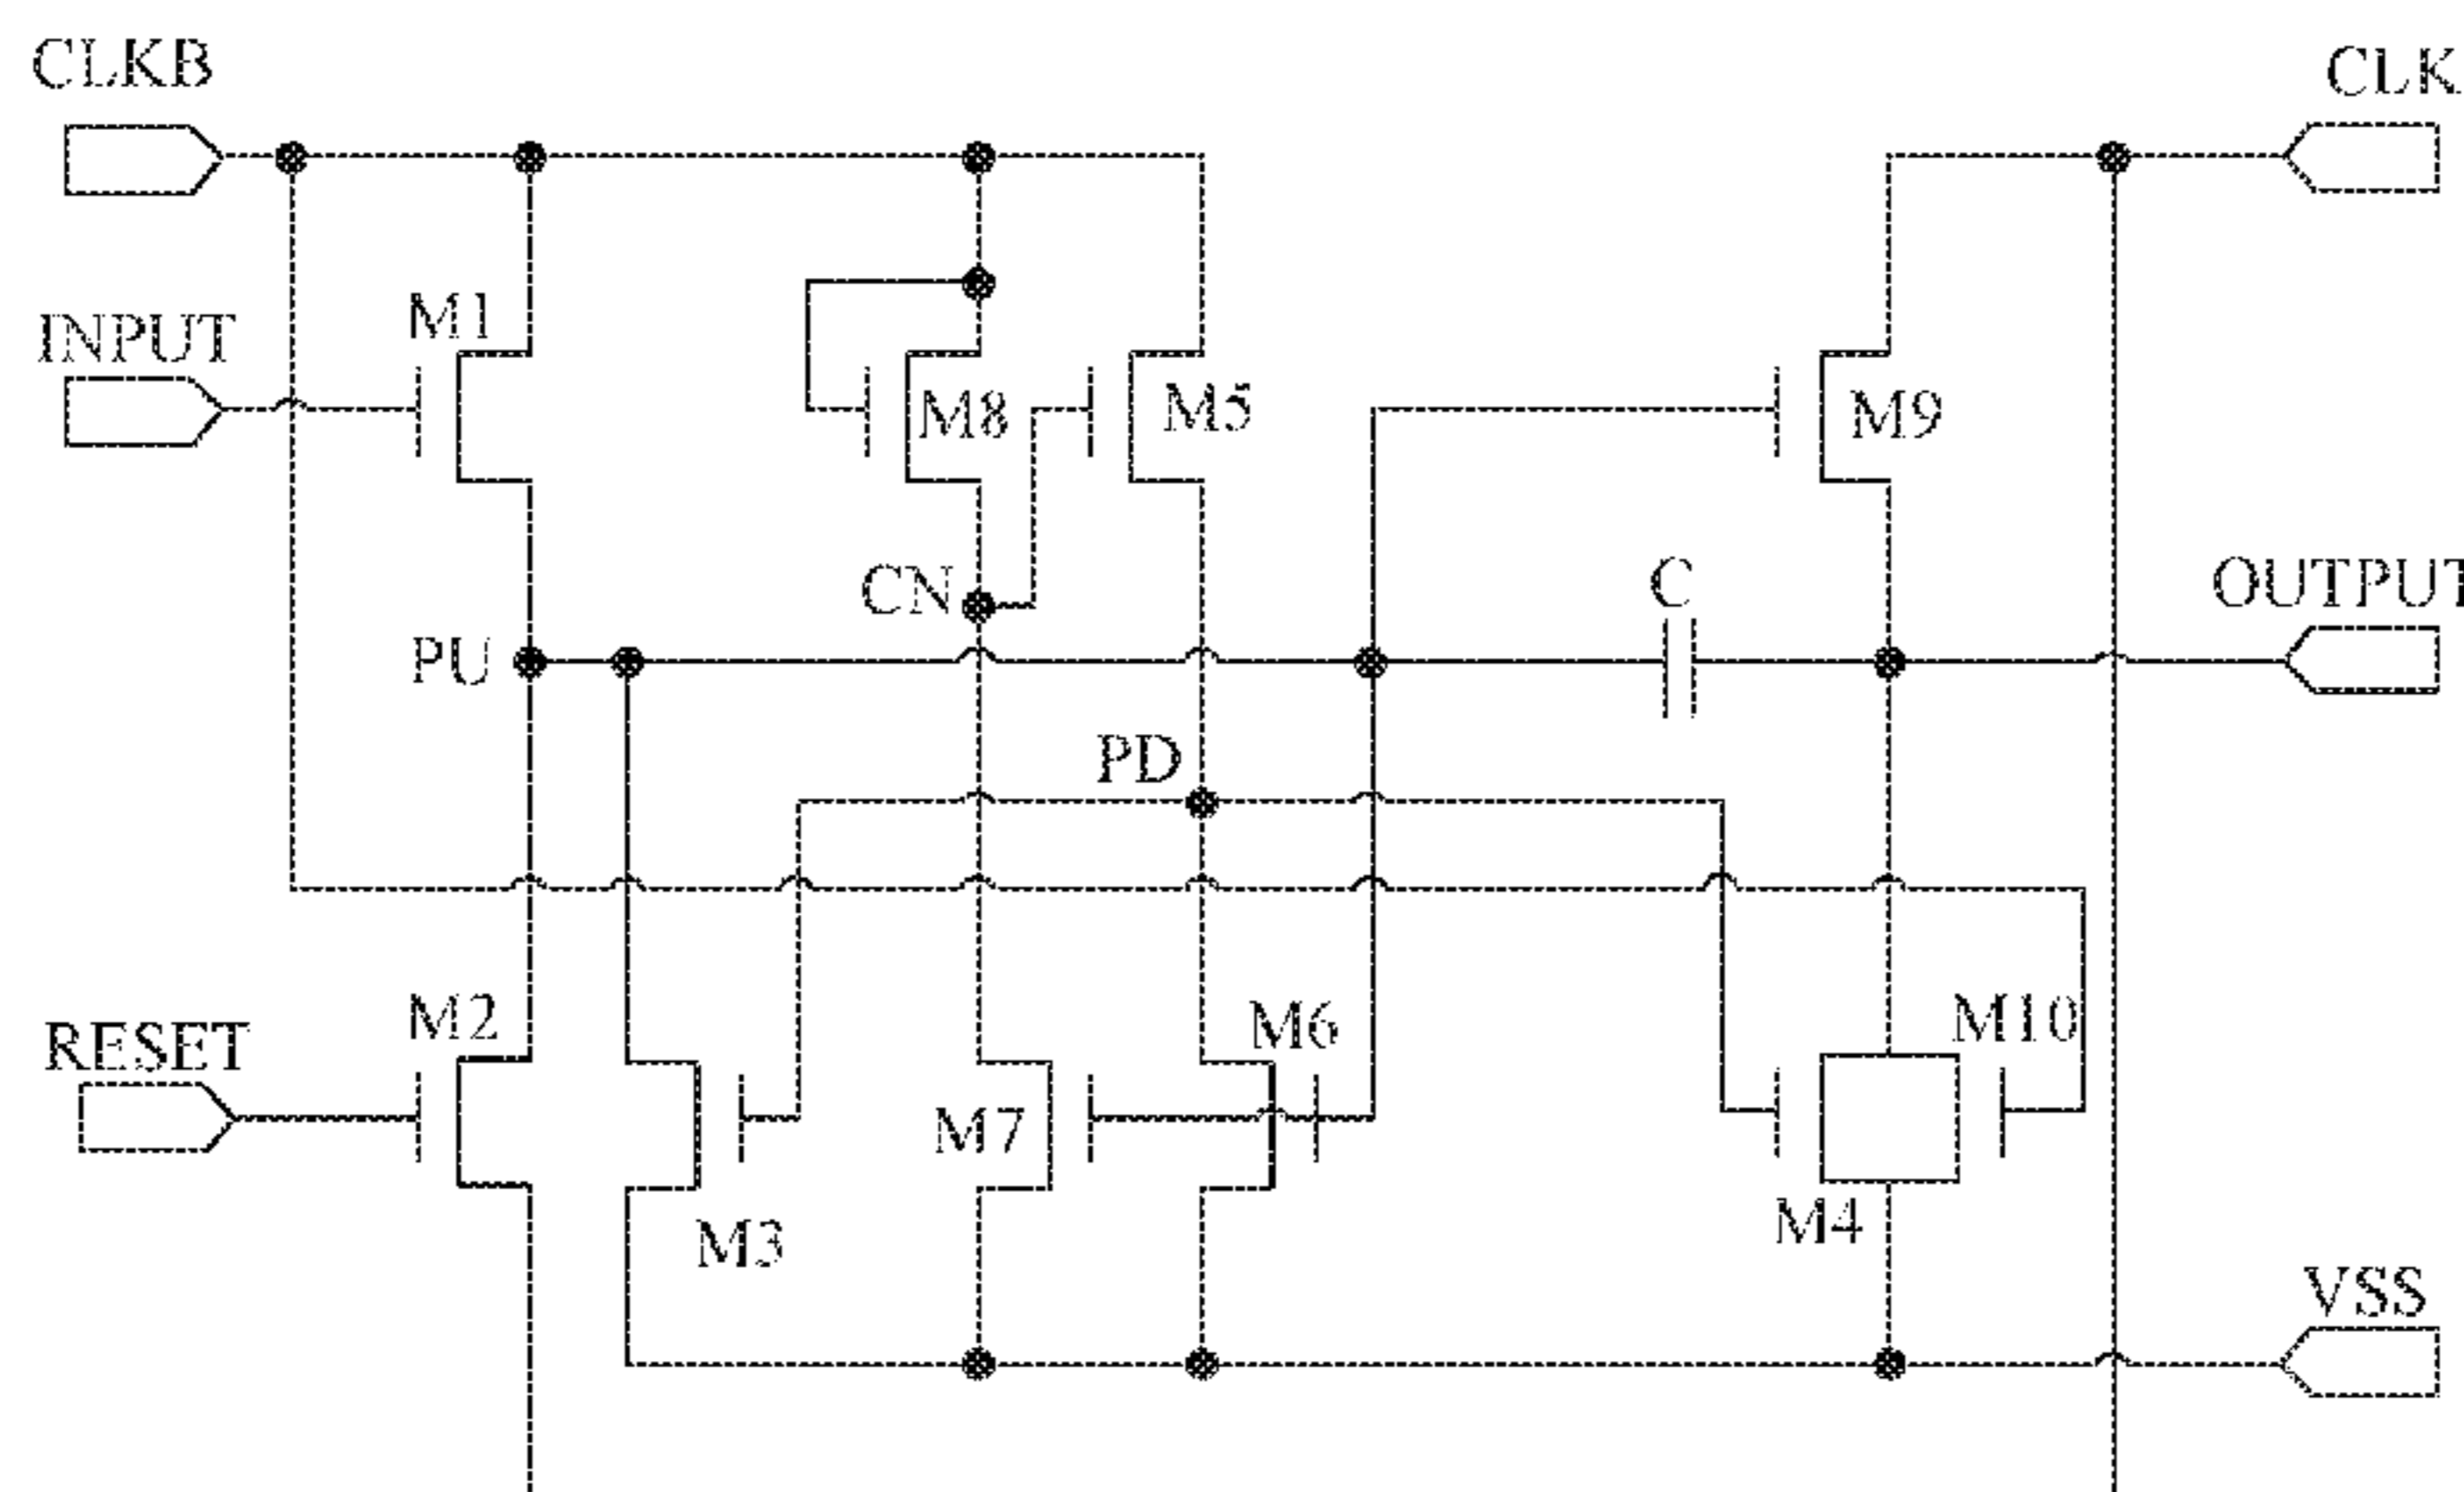 CLKB
CLK
INPUT
M1
M8
M5
M9
CN
C
OUTPUT
PU
PD
RESET
M2
M6
M10
M7
M3
M4
VSS